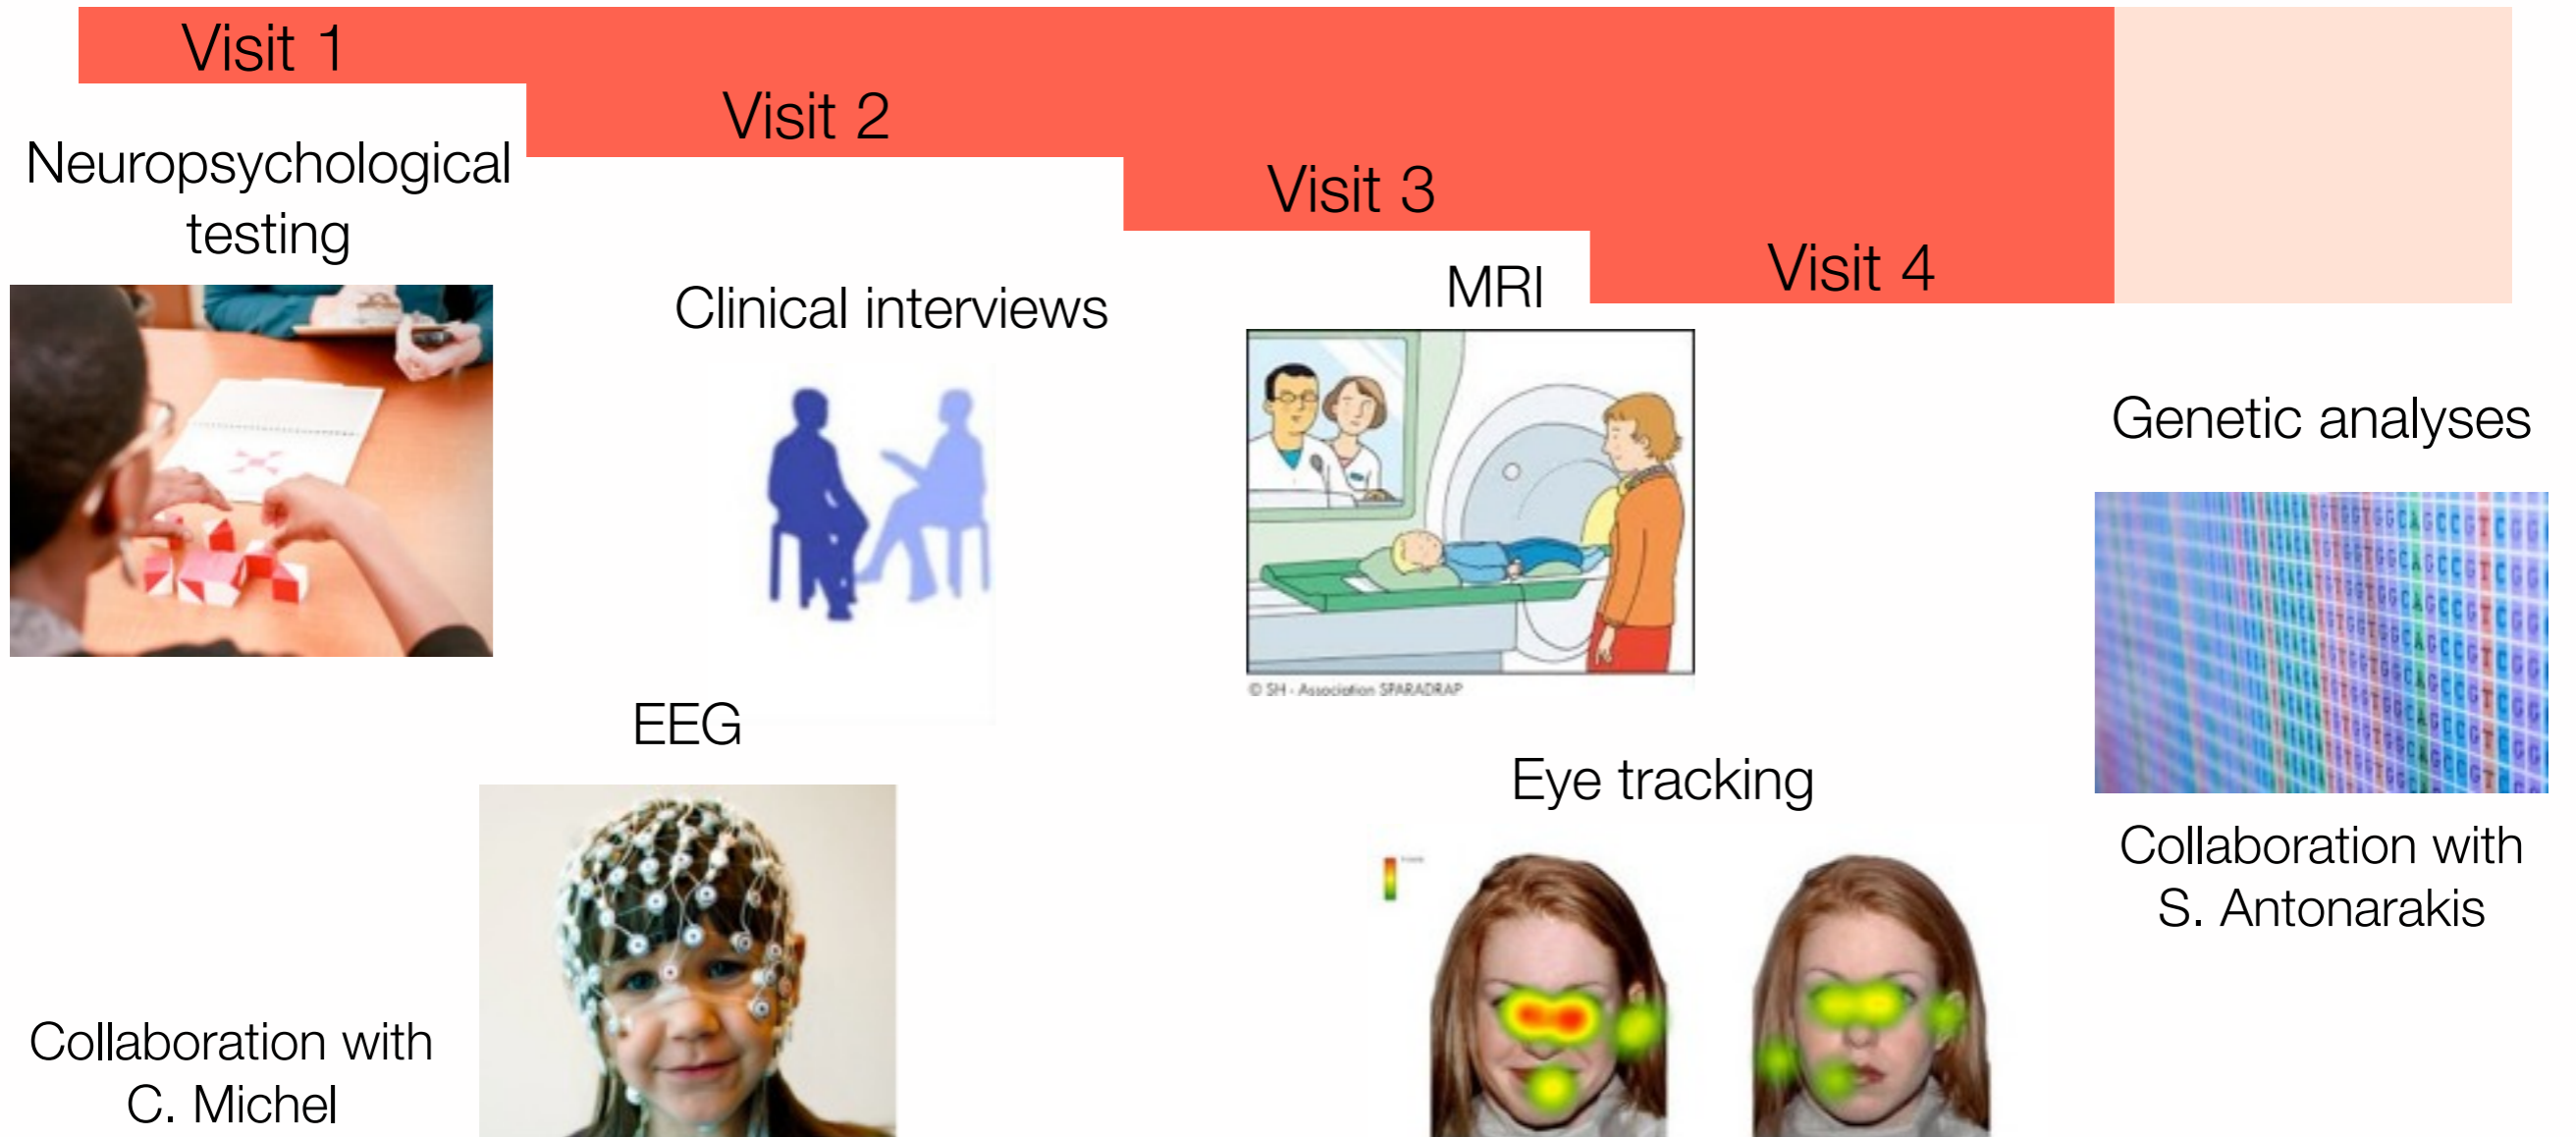 Visit 1
Visit 2
Visit 3
Visit 4
Neuropsychological
testing
Clinical interviews
MRI
Genetic analyses
© SH - Association SPARADRAP
EEG
Eye tracking
Collaboration with
S. Antonarakis
Collaboration with
C. Michel